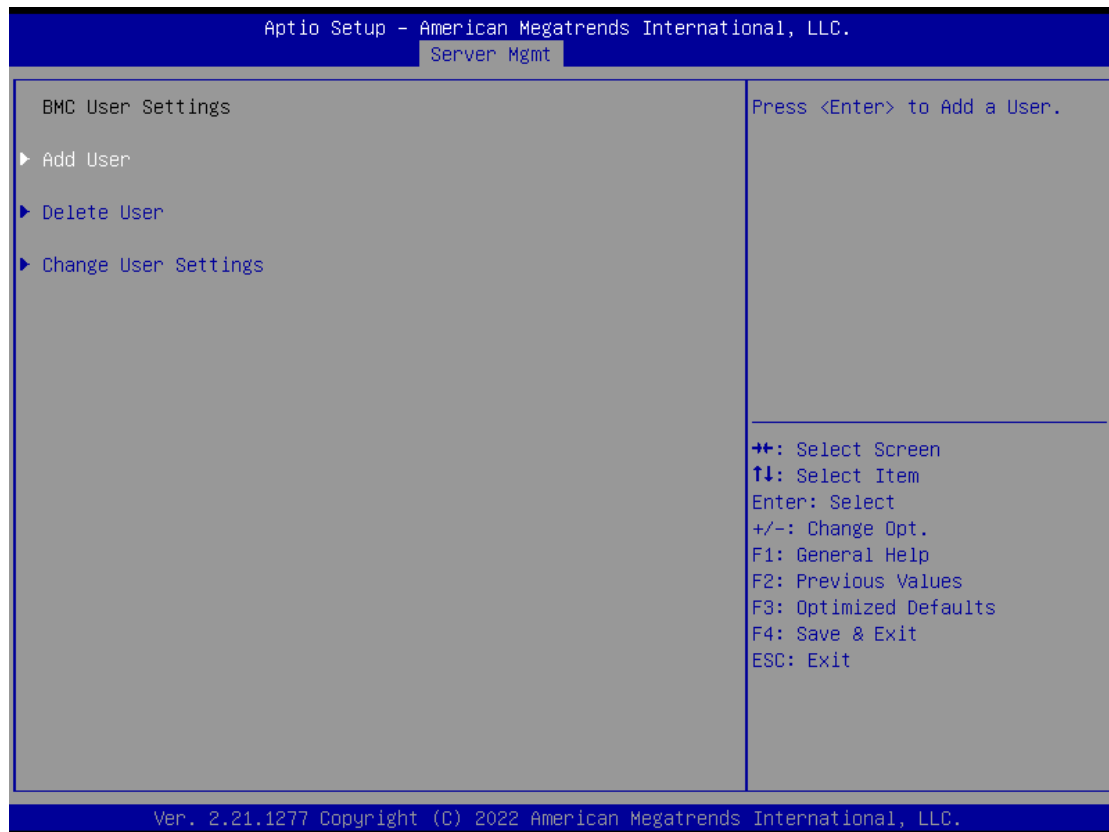 Aptio Setup – American Megatrends International, LLC.
Server Mgmt
BMC User Settings
Add User
Delete User
Change User Settings
Press <Enter> to Add a User.
→←: Select Screen
↑↓: Select Item
Enter: Select
+/-: Change Opt.
F1: General Help
F2: Previous Values
F3: Optimized Defaults
F4: Save & Exit
ESC: Exit
Ver. 2.21.1277 Copyright (C) 2022 American Megatrends International, LLC.